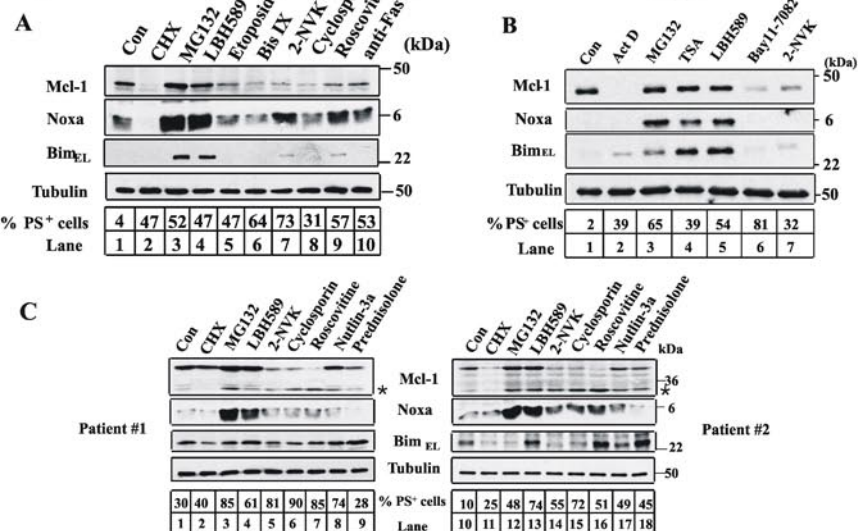 A
Con CHX MG132 LBH589 Etoposid Bis IX 2-NVK Cyclosp Roscovit anti-Fas
(kDa)
Mcl-1 50
Noxa 6
BimEL 22
Tubulin 50
% PS+ cells 4 47 52 47 47 64 73 31 57 53
Lane 1 2 3 4 5 6 7 8 9 10
B
Con Act D MG132 TSA LBH589 Bay11-7082 2-NVK
(kDa)
Mcl-1 50
Noxa 6
BimEL 22
Tubulin 50
% PS+ cells 2 39 65 39 54 81 32
Lane 1 2 3 4 5 6 7
C
Con CHX MG132 LBH589 2-NVK Cyclosporin Roscovitine Nutlin-3a Prednisolone
Con CHX MG132 LBH589 2-NVK Cyclosporin Roscovitine Nutlin-3a Prednisolone
kDa
* Mcl-1 36 *
Patient #1 Noxa 6 Patient #2
Bim EL 22
Tubulin 50
30 40 85 61 81 90 85 74 28 % PS+ cells 10 25 48 74 55 72 51 49 45
1 2 3 4 5 6 7 8 9 Lane 10 11 12 13 14 15 16 17 18